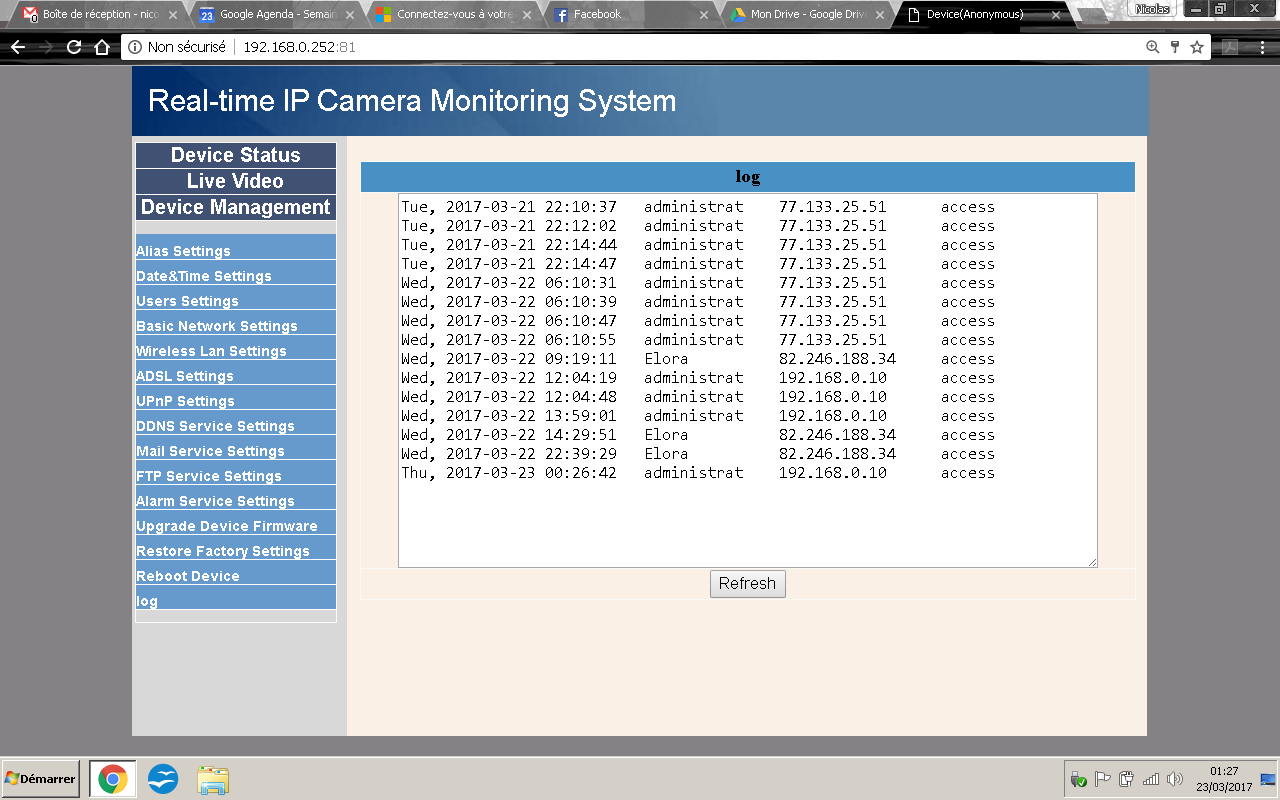 Boîte de réception - nico
Google Agenda - Semain
Connectez-vous à votre
Facebook
Mon Drive - Google Driv
Device(Anonymous)
Nicolas
Non sécurisé 192.168.0.252:81
Real-time IP Camera Monitoring System
Device Status
Live Video
Device Management
Alias Settings
Date&Time Settings
Users Settings
Basic Network Settings
Wireless Lan Settings
ADSL Settings
UPnP Settings
DDNS Service Settings
Mail Service Settings
FTP Service Settings
Alarm Service Settings
Upgrade Device Firmware
Restore Factory Settings
Reboot Device
log
log
Tue, 2017-03-21 22:10:37 administrat 77.133.25.51 access
Tue, 2017-03-21 22:12:02 administrat 77.133.25.51 access
Tue, 2017-03-21 22:14:44 administrat 77.133.25.51 access
Tue, 2017-03-21 22:14:47 administrat 77.133.25.51 access
Wed, 2017-03-22 06:10:31 administrat 77.133.25.51 access
Wed, 2017-03-22 06:10:39 administrat 77.133.25.51 access
Wed, 2017-03-22 06:10:47 administrat 77.133.25.51 access
Wed, 2017-03-22 06:10:55 administrat 77.133.25.51 access
Wed, 2017-03-22 09:19:11 Elora 82.246.188.34 access
Wed, 2017-03-22 12:04:19 administrat 192.168.0.10 access
Wed, 2017-03-22 12:04:48 administrat 192.168.0.10 access
Wed, 2017-03-22 13:59:01 administrat 192.168.0.10 access
Wed, 2017-03-22 14:29:51 Elora 82.246.188.34 access
Wed, 2017-03-22 22:39:29 Elora 82.246.188.34 access
Thu, 2017-03-23 00:26:42 administrat 192.168.0.10 access
Refresh
Démarrer
01:27
23/03/2017
23
0